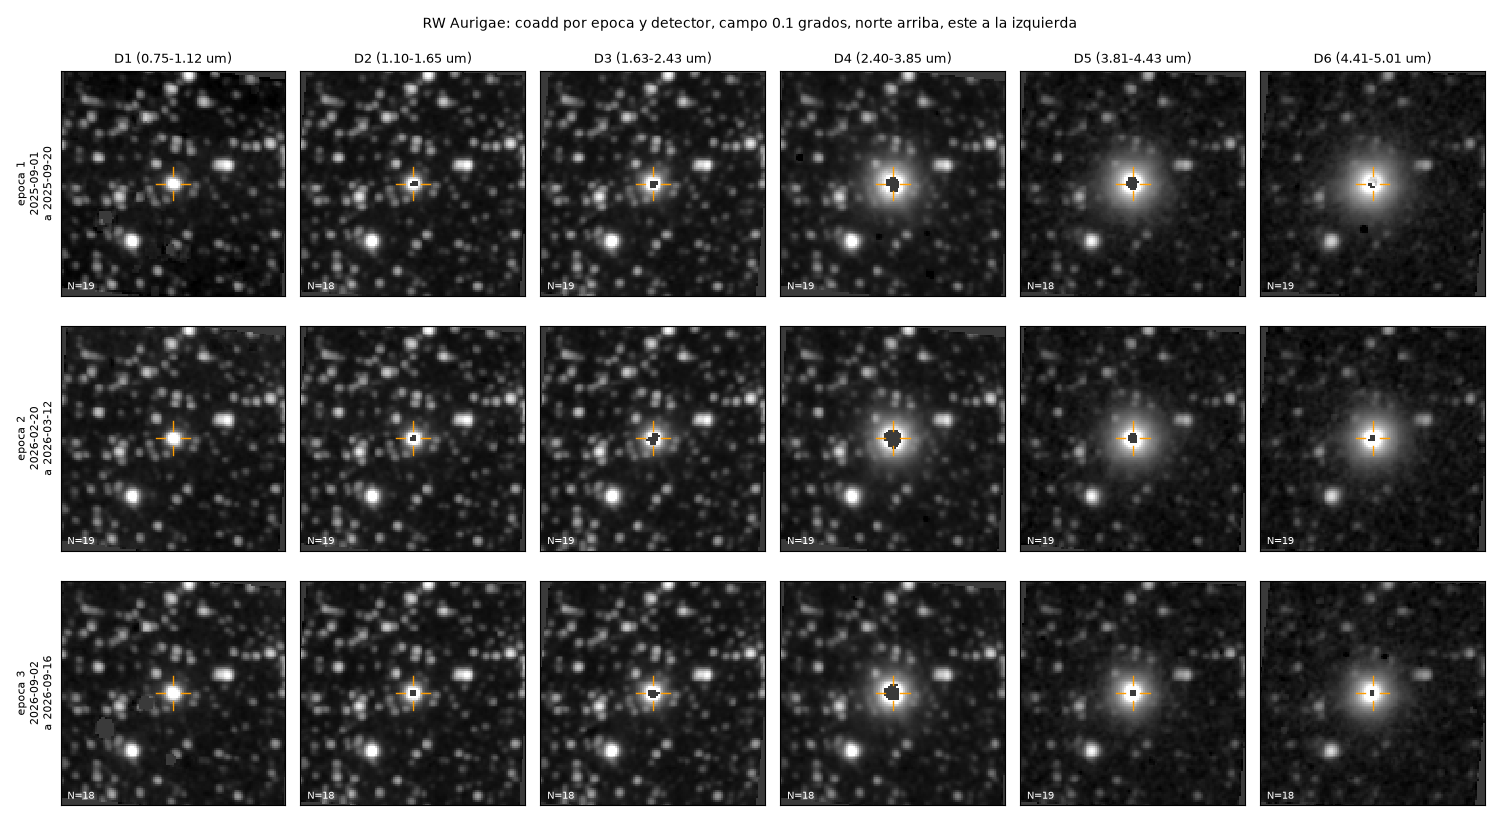 RW Aurigae: coadd por epoca y detector, campo 0.1 grados, norte arriba, este a la izquierda
D1 (0.75-1.12 um)
D2 (1.10-1.65 um)
D3 (1.63-2.43 um)
D4 (2.40-3.85 um)
D5 (3.81-4.43 um)
D6 (4.41-5.01 um)
epoca 1
2025-09-01
a 2025-09-20
N=19
N=18
N=19
N=19
N=18
N=19
epoca 2
2026-02-20
a 2026-03-12
N=19
N=19
N=19
N=19
N=19
N=19
epoca 3
2026-09-02
a 2026-09-16
N=18
N=18
N=18
N=18
N=19
N=18